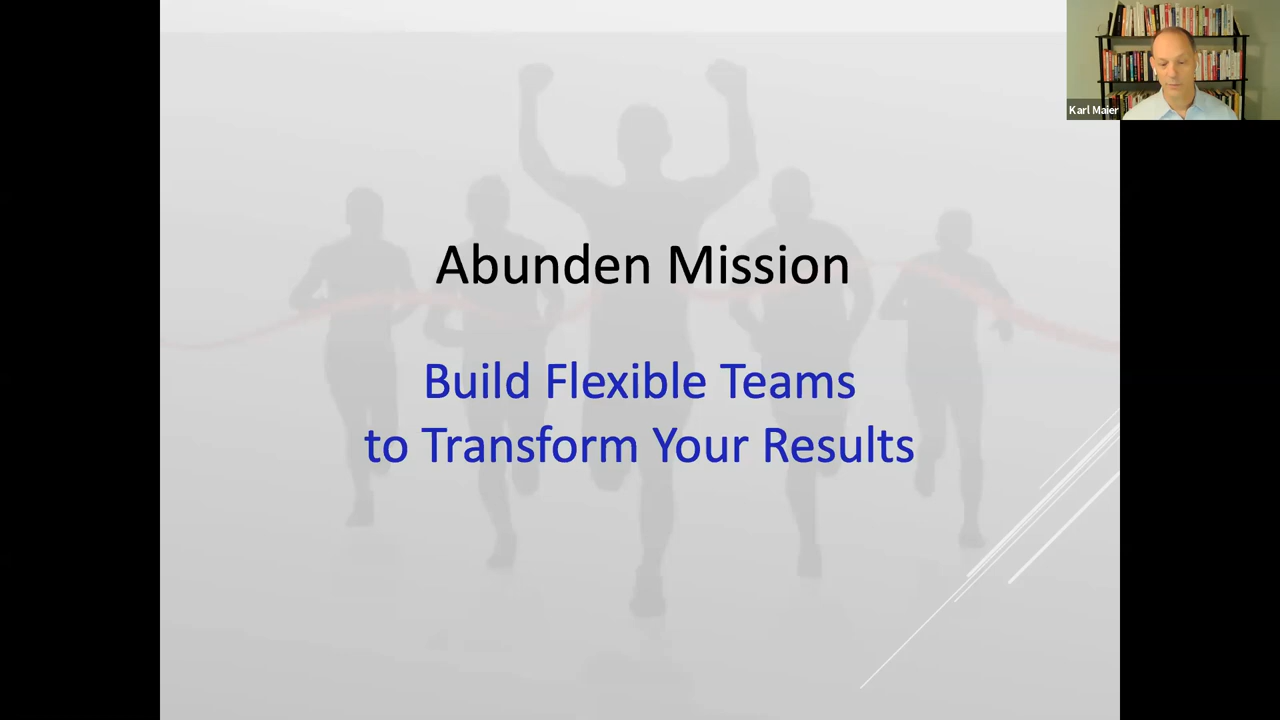 Karl Maier
Abunden Mission
Build Flexible Teams
to Transform Your Results